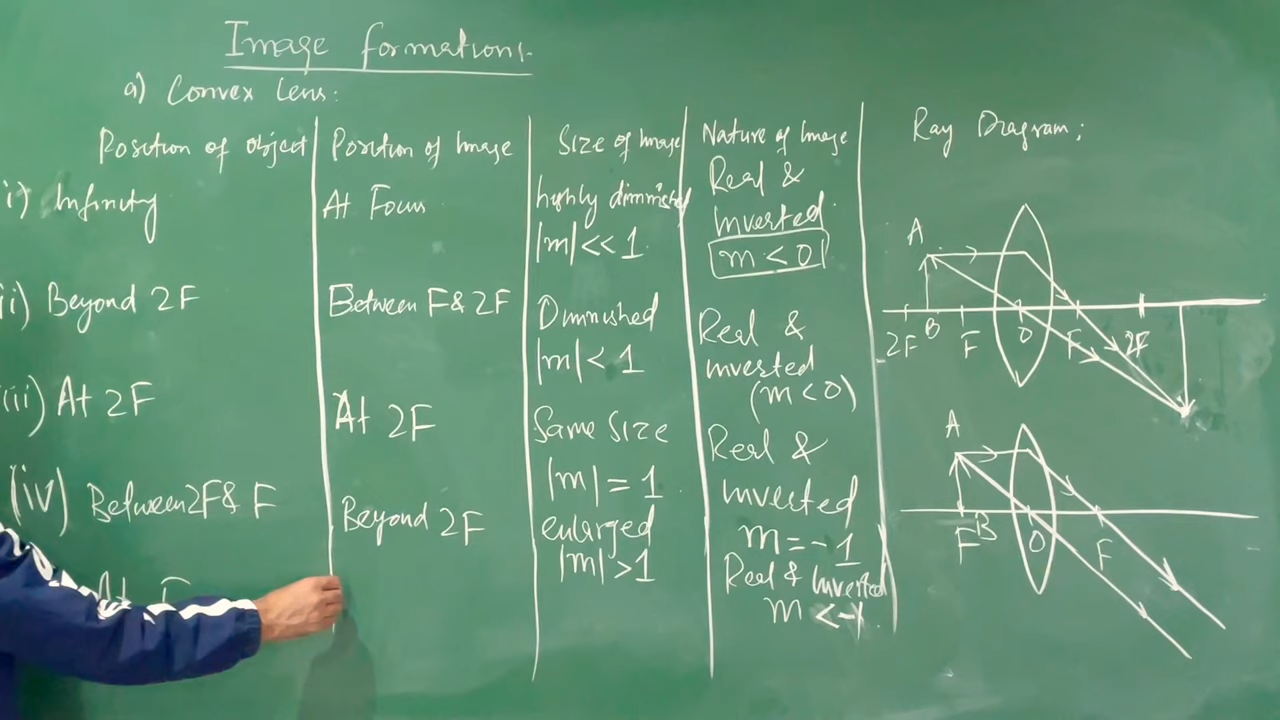 Image formations.
a) Convex Lens:
Position of object Position of Image Size of Image Nature of Image Ray Diagram;
i) Infinity At Focus highly diminished Real & Inverted
|m| << 1 m < 0
ii) Beyond 2F Between F & 2F Diminished Real &
|m| < 1 inverted
(m < 0)
iii) At 2F At 2F Same Size Real &
|m| = 1 inverted
m = -1
(iv) Between 2F & F Beyond 2F enlarged Real & Inverted
|m| > 1 m < -1
At F
A
2F B F O F 2F
A
F B O F